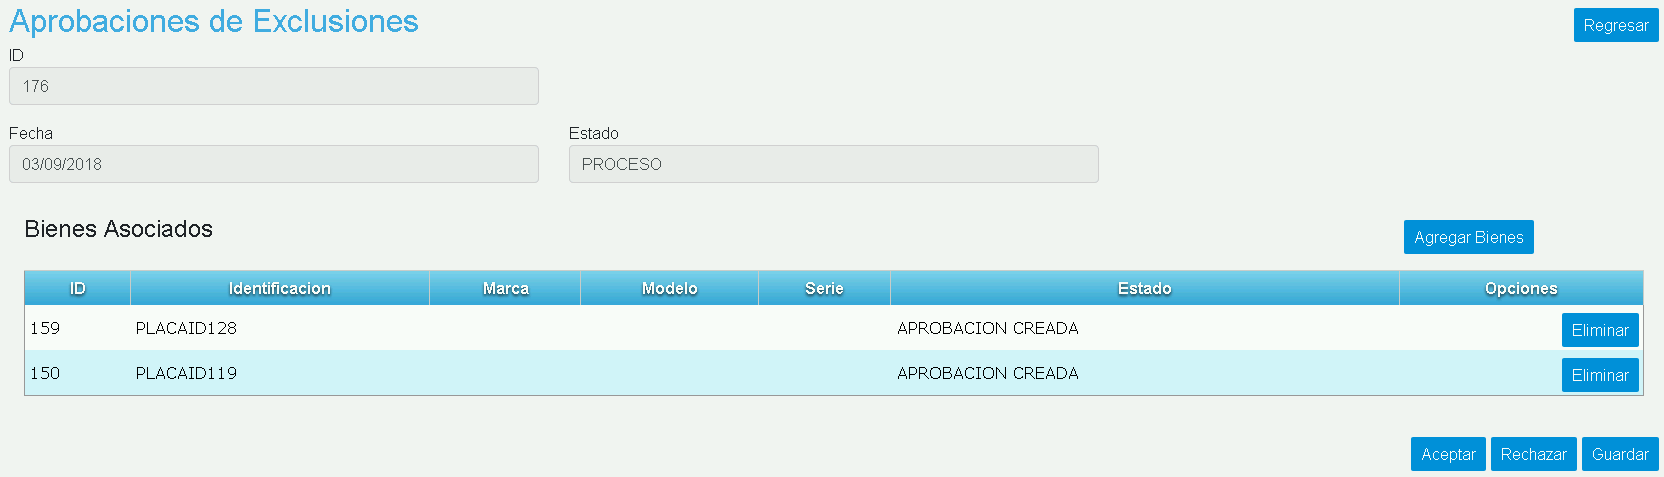 Aprobaciones de Exclusiones
Regresar
ID
176
Fecha
Estado
03/09/2018
PROCESO
Bienes Asociados
Agregar Bienes
ID Identificacion Marca Modelo Serie Estado Opciones
159 PLACAID128 APROBACION CREADA Eliminar
150 PLACAID119 APROBACION CREADA Eliminar
Aceptar Rechazar Guardar